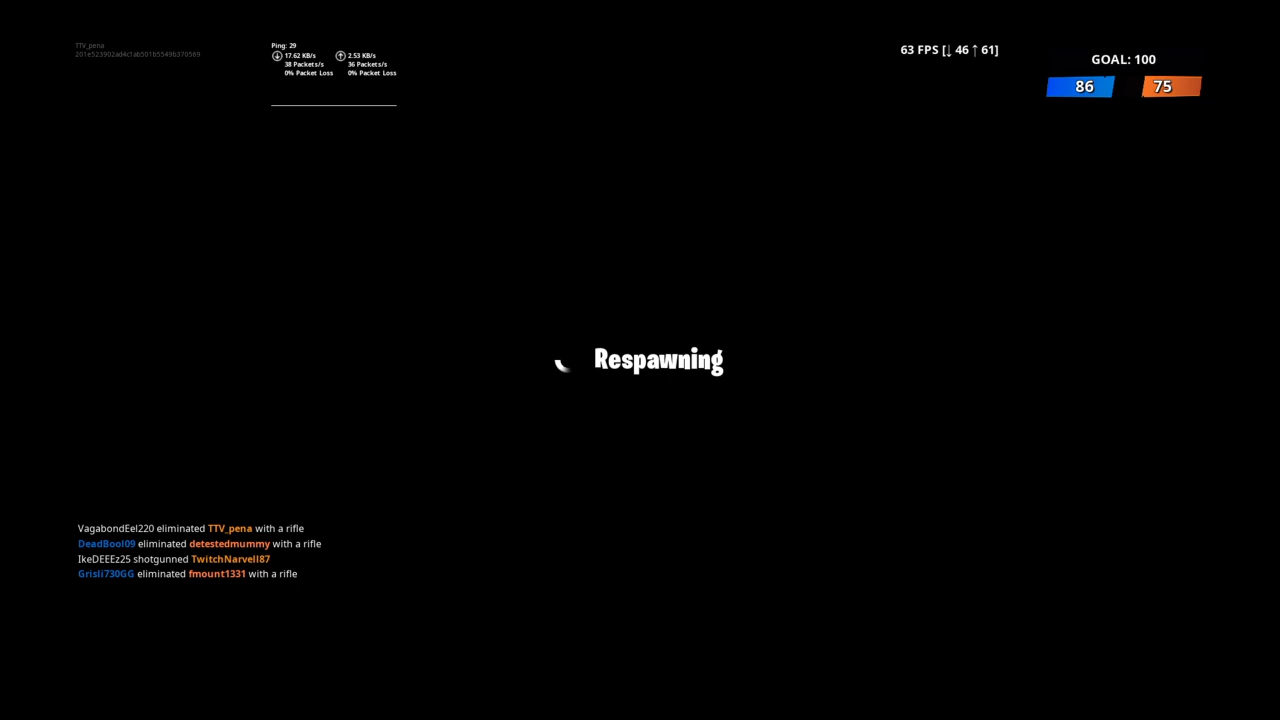 TTV_pena
201e523902ad4c1ab501b5549b370569
Ping: 29
17.62 KB/s
2.53 KB/s
38 Packets/s
36 Packets/s
0% Packet Loss
0% Packet Loss
63 FPS [↓ 46 ↑ 61]
GOAL: 100
86
75
Respawning
VagabondEel220 eliminated TTV_pena with a rifle
DeadBool09 eliminated detestedmummy with a rifle
IkeDEEEz25 shotgunned TwitchNarvell87
Grisli730GG eliminated fmount1331 with a rifle